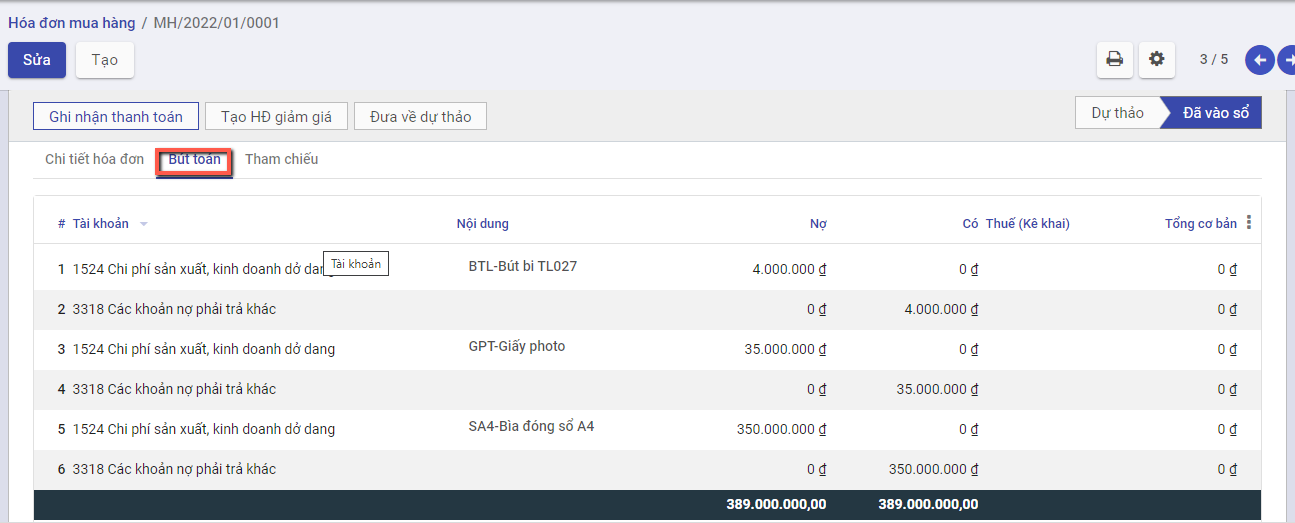 Hóa đơn mua hàng / MH/2022/01/0001
Sửa Tạo 3 / 5
Ghi nhận thanh toán Tạo HĐ giảm giá Đưa về dự thảo Dự thảo Đã vào sổ
Chi tiết hóa đơn Bút toán Tham chiếu
# Tài khoản Nội dung Nợ Có Thuế (Kê khai) Tổng cơ bản
1 1524 Chi phí sản xuất, kinh doanh dở dang BTL-Bút bi TL027 4.000.000 ₫ 0 ₫ 0 ₫
Tài khoản
2 3318 Các khoản nợ phải trả khác 0 ₫ 4.000.000 ₫ 0 ₫
3 1524 Chi phí sản xuất, kinh doanh dở dang GPT-Giấy photo 35.000.000 ₫ 0 ₫ 0 ₫
4 3318 Các khoản nợ phải trả khác 0 ₫ 35.000.000 ₫ 0 ₫
5 1524 Chi phí sản xuất, kinh doanh dở dang SA4-Bìa đóng sổ A4 350.000.000 ₫ 0 ₫ 0 ₫
6 3318 Các khoản nợ phải trả khác 0 ₫ 350.000.000 ₫ 0 ₫
389.000.000,00 389.000.000,00